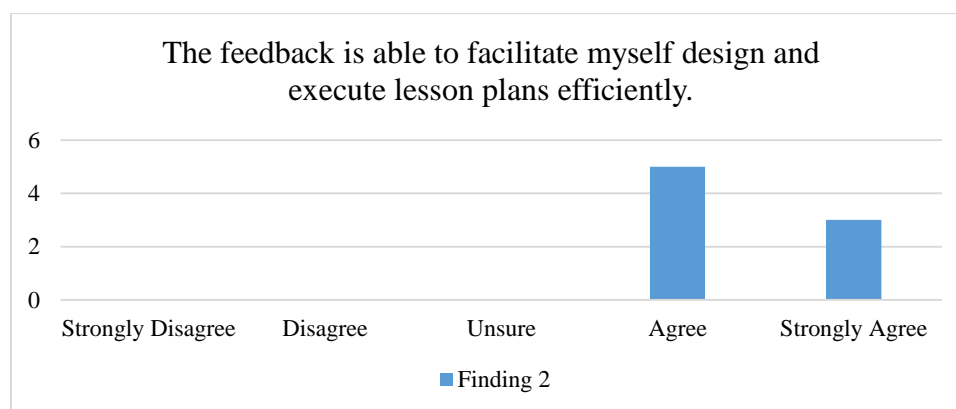 The feedback is able to facilitate myself design and
execute lesson plans efficiently.
6
4
2
0
Strongly Disagree Disagree Unsure Agree Strongly Agree
Finding 2